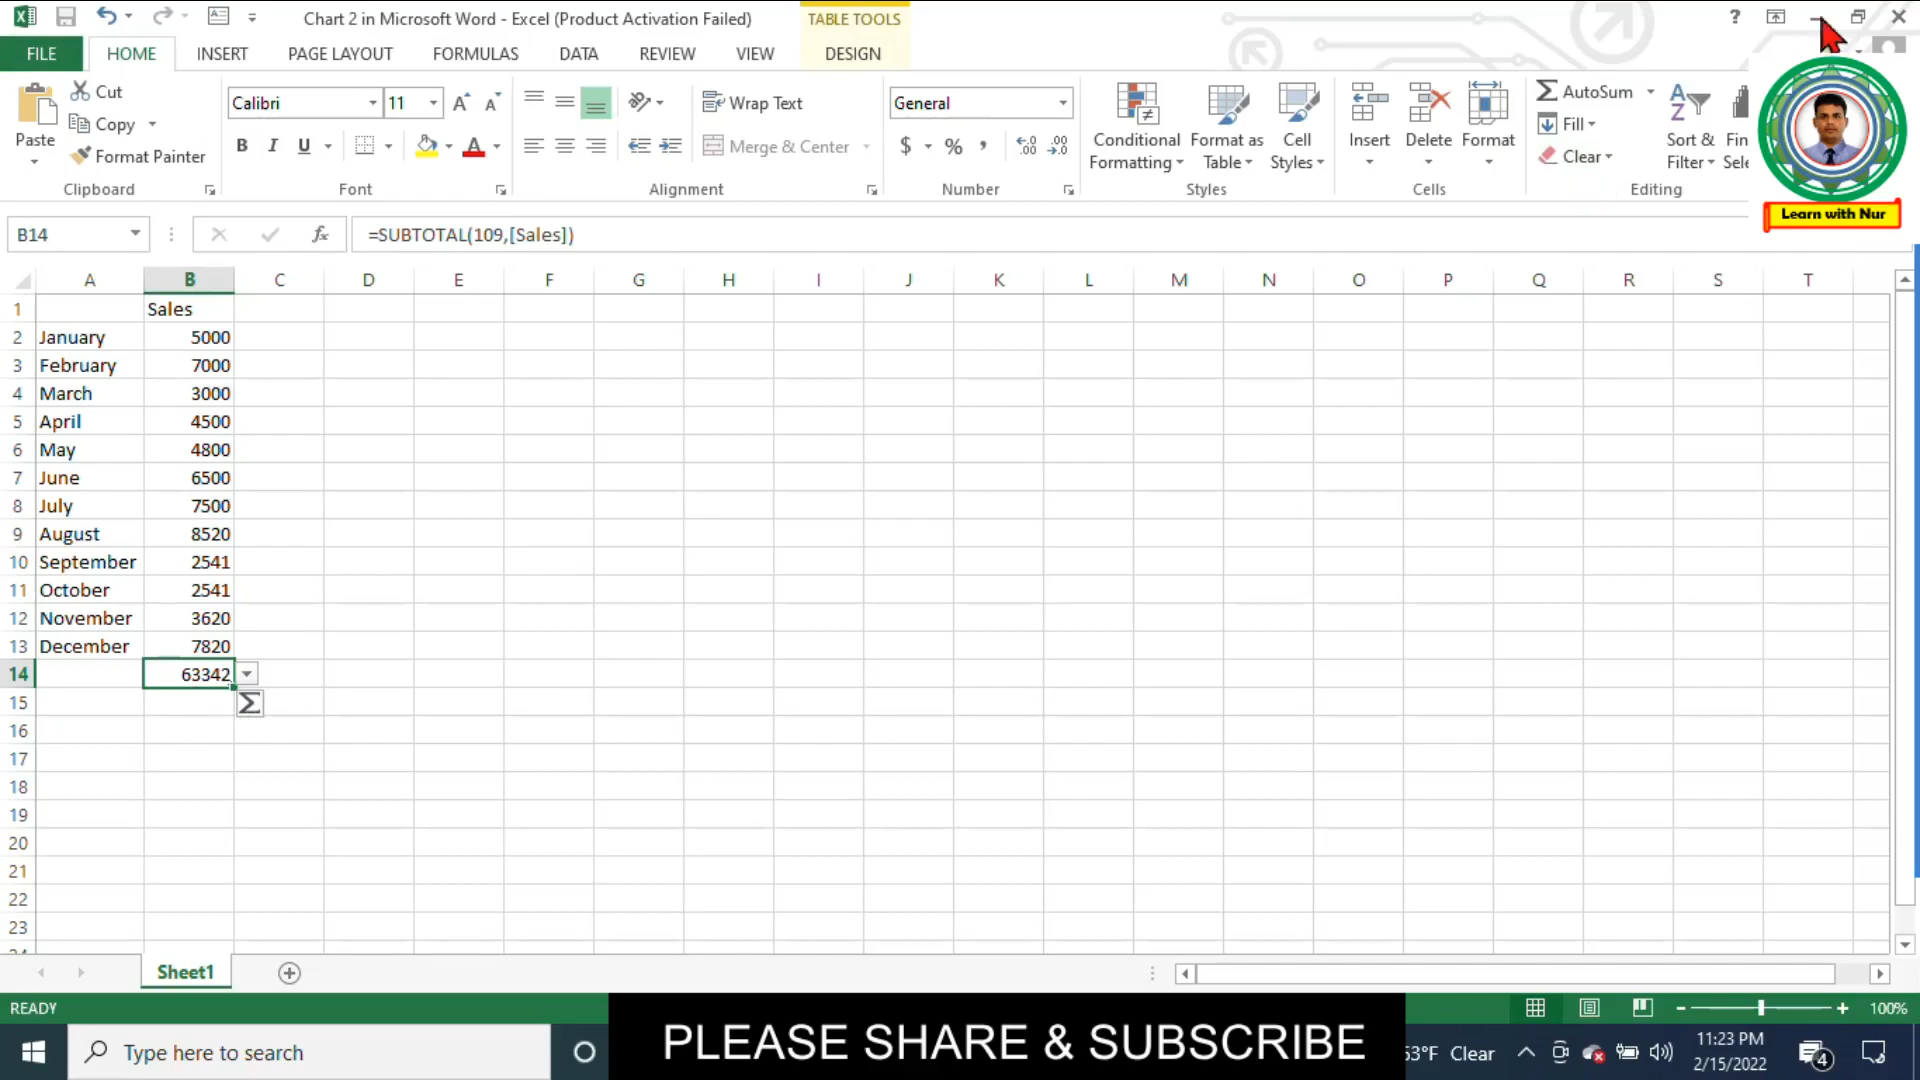 Chart 2 in Microsoft Word - Excel (Product Activation Failed)
TABLE TOOLS
?
FILE
HOME
INSERT
PAGE LAYOUT
FORMULAS
DATA
REVIEW
VIEW
DESIGN
Paste
Cut
Copy
Format Painter
Clipboard
Calibri
11
B I U
Font
Wrap Text
Merge & Center
Alignment
General
$ % ,
Number
Conditional Formatting
Format as Table
Cell Styles
Styles
Insert
Delete
Format
Cells
AutoSum
Fill
Clear
Sort & Filter
Editing
Learn with Nur
B14
fx
=SUBTOTAL(109,[Sales])
A B C D E F G H I J K L M N O P Q R S T
1 Sales
2 January 5000
3 February 7000
4 March 3000
5 April 4500
6 May 4800
7 June 6500
8 July 7500
9 August 8520
10 September 2541
11 October 2541
12 November 3620
13 December 7820
14 63342
15
16
17
18
19
20
21
22
23
Sheet1
READY
100%
Type here to search
PLEASE SHARE & SUBSCRIBE
Clear
11:23 PM
2/15/2022
4